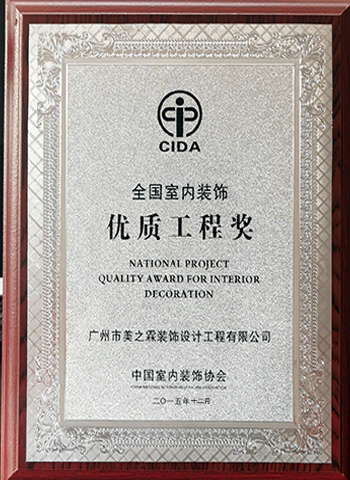 CIDA
全国室内装饰
优质工程奖
NATIONAL PROJECT
QUALITY AWARD FOR INTERIOR
DECORATION
广州市美之霖装饰设计工程有限公司
中国室内装饰协会
二〇一五年十二月